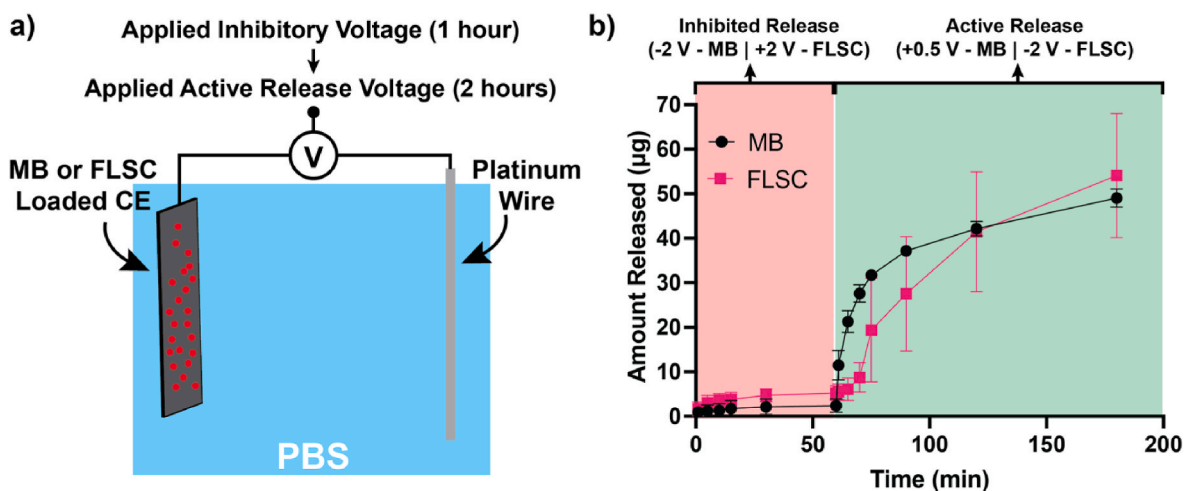 a)
Applied Inhibitory Voltage (1 hour)
Applied Active Release Voltage (2 hours)
V
MB or FLSC
Loaded CE
Platinum
Wire
PBS
b)
Inhibited Release
(-2 V - MB | +2 V - FLSC)
Active Release
(+0.5 V - MB | -2 V - FLSC)
Amount Released (µg)
70
60
50
40
30
20
10
0
MB
FLSC
0
50
100
150
200
Time (min)